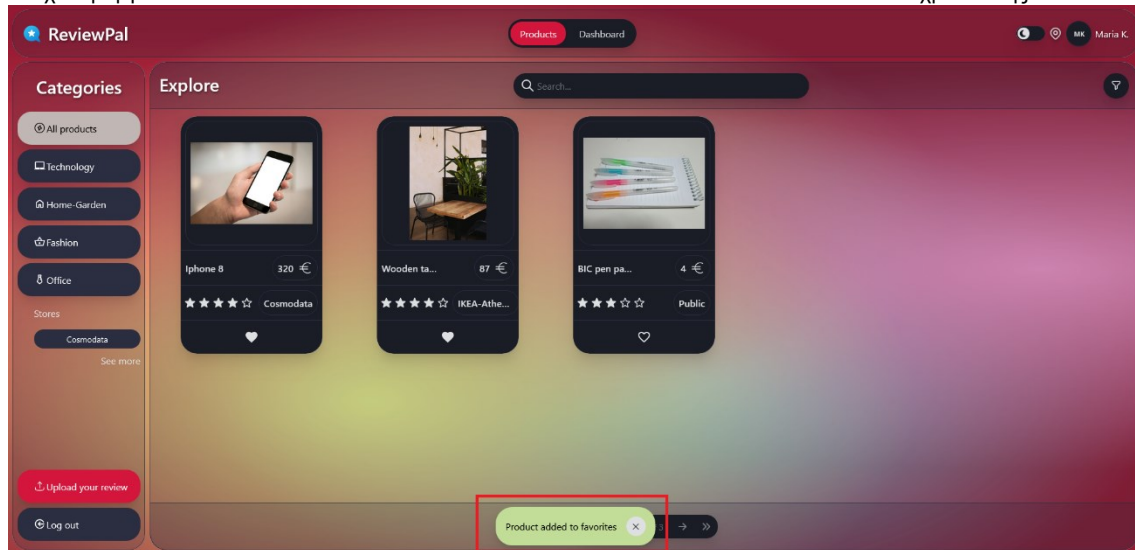 ReviewPal
Products
Dashboard
MK
Maria K.
Categories
All products
Technology
Home-Garden
Fashion
Office
Stores
Cosmodata
See more
Upload your review
Log out
Explore
Search...
Iphone 8
320 €
★★★★☆ Cosmodata
Wooden ta...
87 €
★★★★☆ IKEA-Athe...
BIC pen pa...
4 €
★★★☆☆ Public
Product added to favorites
3